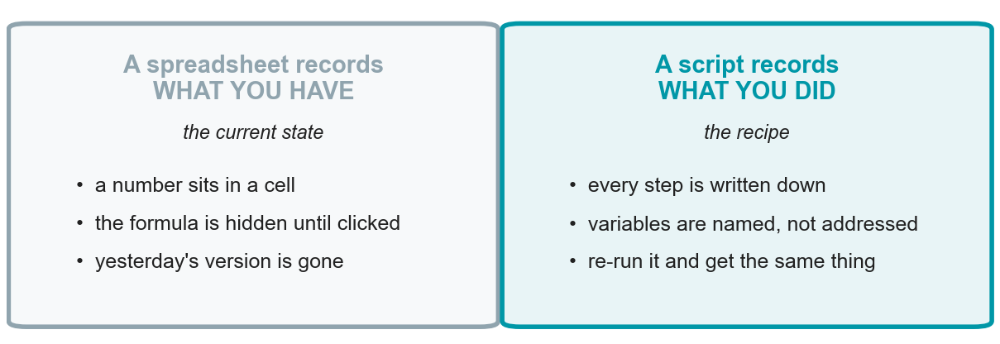 A spreadsheet records
WHAT YOU HAVE
the current state
• a number sits in a cell
• the formula is hidden until clicked
• yesterday's version is gone
A script records
WHAT YOU DID
the recipe
• every step is written down
• variables are named, not addressed
• re-run it and get the same thing